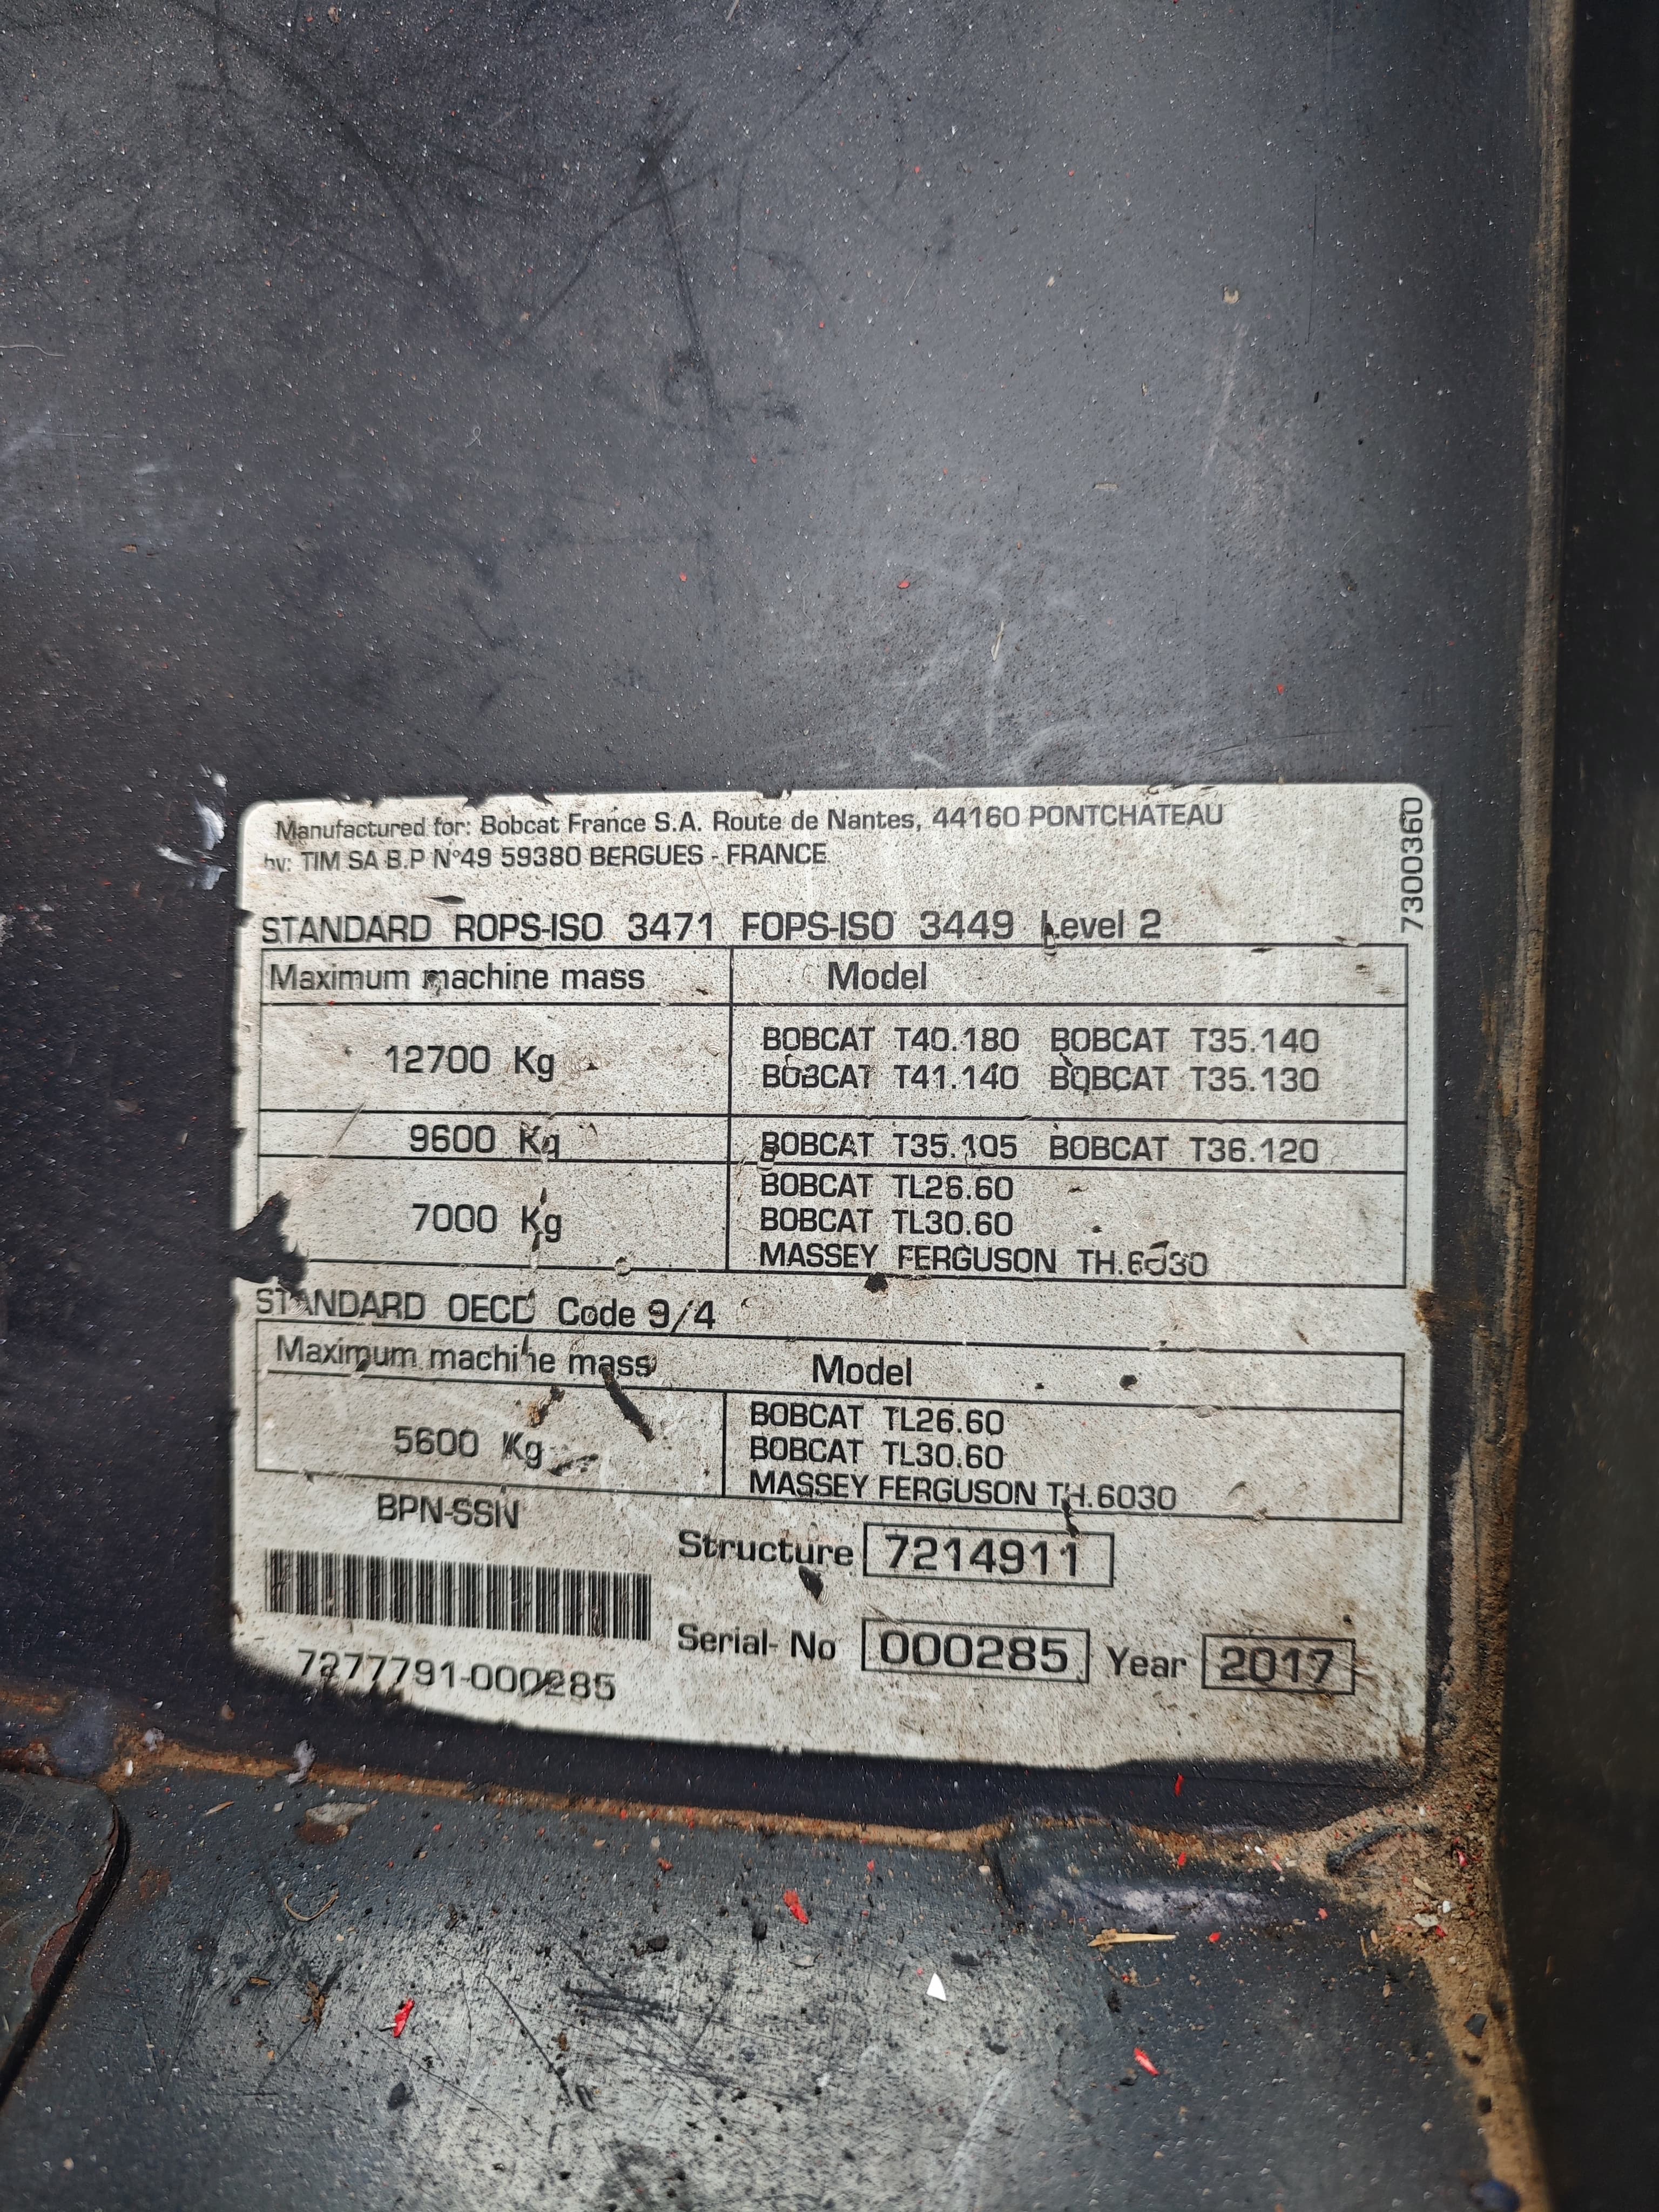 Manufactured for: Bobcat France S.A. Route de Nantes, 44160 PONTCHATEAU
by: TIM SA B.P N°49 59380 BERGUES - FRANCE
7300360
STANDARD ROPS-ISO 3471 FOPS-ISO 3449 Level 2
Maximum machine mass Model
12700 Kg
BOBCAT T40.180 BOBCAT T35.140
BOBCAT T41.140 BOBCAT T35.130
9600 Kg BOBCAT T35.105 BOBCAT T36.120
7000 Kg
BOBCAT TL26.60
BOBCAT TL30.60
MASSEY FERGUSON TH.6030
STANDARD OECD Code 9/4
Maximum machine mass Model
5600 Kg
BOBCAT TL26.60
BOBCAT TL30.60
MASSEY FERGUSON TH.6030
BPN-SSN
Structure 7214911
Serial- No 000285 Year 2017
7277791-000285